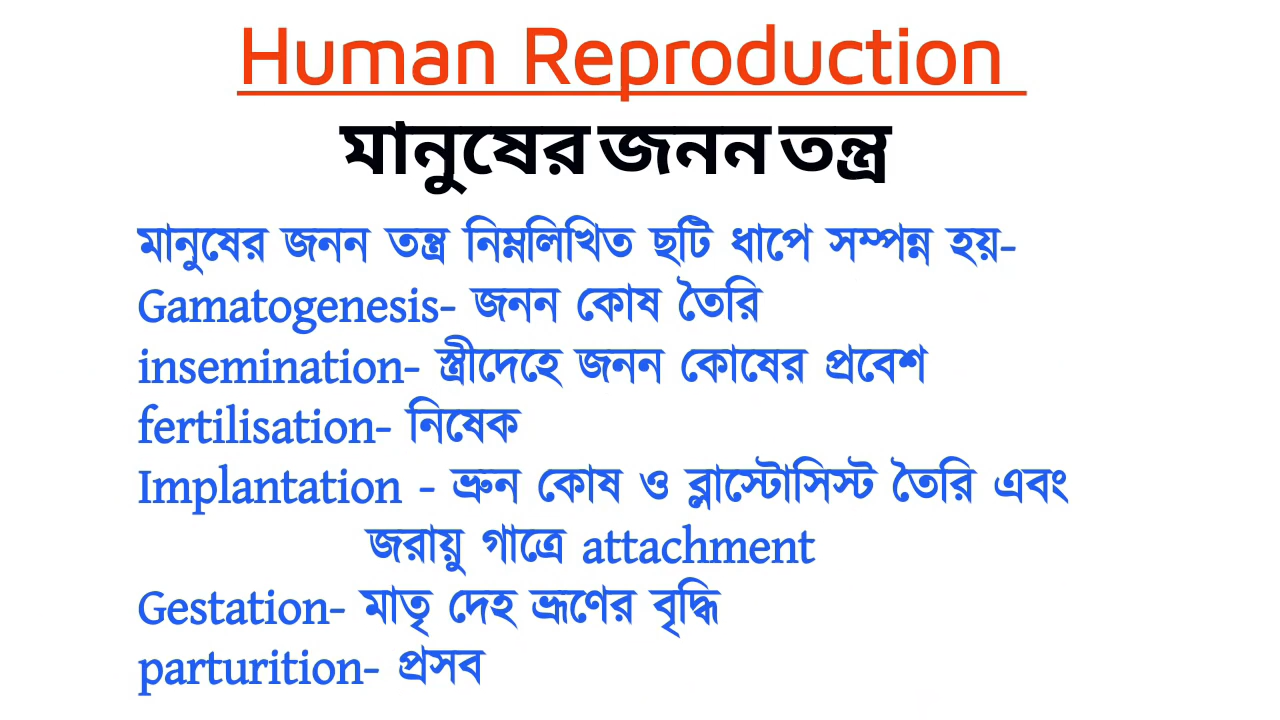 Human Reproduction
মানুষের জনন তন্ত্র
মানুষের জনন তন্ত্র নিম্নলিখিত ছটি ধাপে সম্পন্ন হয়-
Gamatogenesis- জনন কোষ তৈরি
insemination- স্ত্রীদেহে জনন কোষের প্রবেশ
fertilisation- নিষেক
Implantation - ভ্রুন কোষ ও ব্লাস্টোসিস্ট তৈরি এবং
জরায়ু গাত্রে attachment
Gestation- মাতৃ দেহ ভ্রূণের বৃদ্ধি
parturition- প্রসব